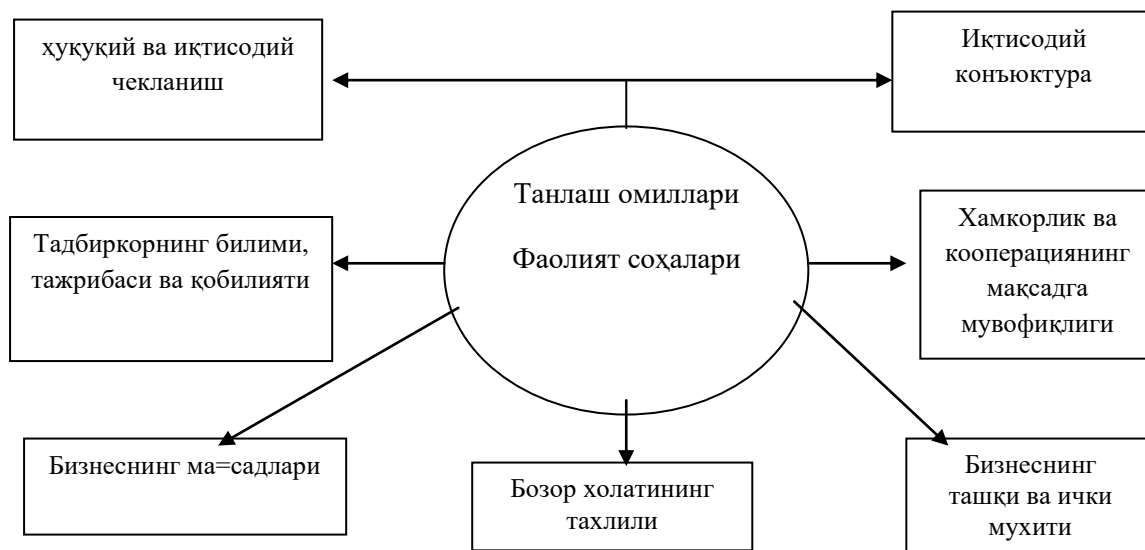 ҳуқуқий ва иқтисодий
чекланиш
Иқтисодий
конъюктура
Танлаш омиллари
Фаолият соҳалари
Тадбиркорнинг билими,
тажрибаси ва қобилияти
Хамкорлик ва
кооперациянинг
мақсадга
мувофиқлиги
Бизнеснинг ма=садлари
Бозор холатининг
тахлили
Бизнеснинг
ташқи ва ички
мухити